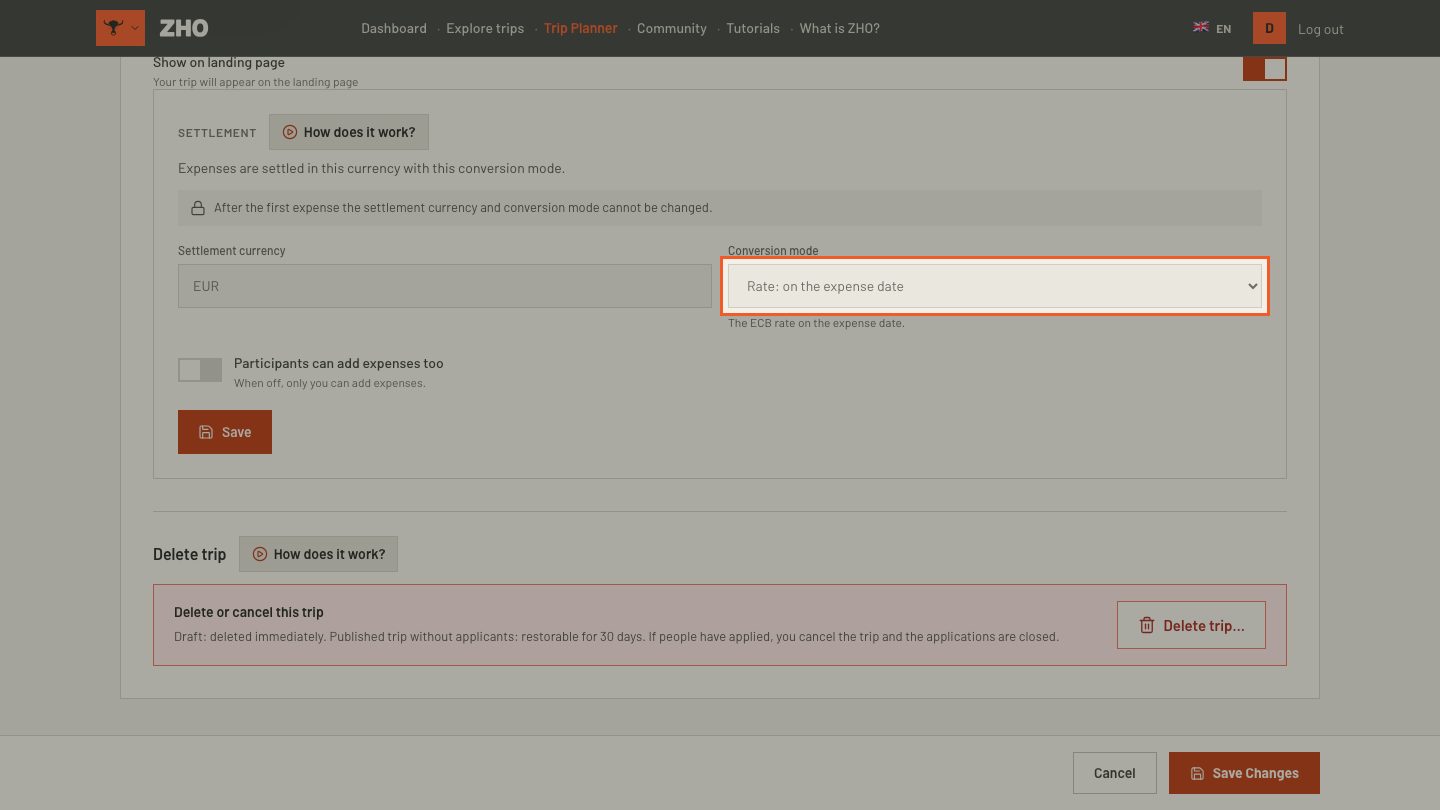 ZHO
Dashboard · Explore trips · Trip Planner · Community · Tutorials · What is ZHO?
EN
D
Log out
Show on landing page
Your trip will appear on the landing page
SETTLEMENT
How does it work?
Expenses are settled in this currency with this conversion mode.
After the first expense the settlement currency and conversion mode cannot be changed.
Settlement currency
EUR
Conversion mode
Rate: on the expense date
The ECB rate on the expense date.
Participants can add expenses too
When off, only you can add expenses.
Save
Delete trip
How does it work?
Delete or cancel this trip
Draft: deleted immediately. Published trip without applicants: restorable for 30 days. If people have applied, you cancel the trip and the applications are closed.
Delete trip...
Cancel
Save Changes